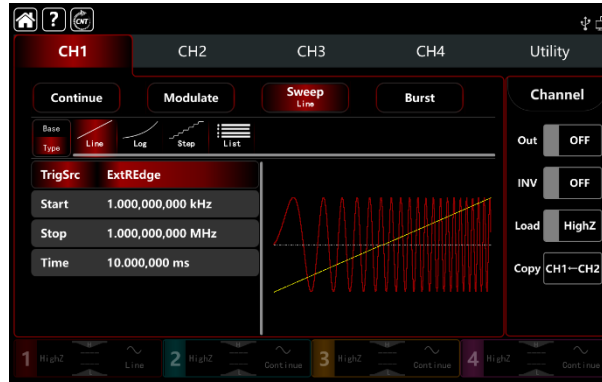 ? CNT
CH1 CH2 CH3 CH4 Utility
Continue Modulate Sweep Burst Channel
Line
Base
Type Line Log Step List
Out OFF
TrigSrc ExtREdge
INV OFF
Start 1.000,000,000 kHz
Stop 1.000,000,000 MHz
Load HighZ
Time 10.000,000 ms
Copy CH1←CH2
1 HighZ Line 2 HighZ Continue 3 HighZ Continue 4 HighZ Continue